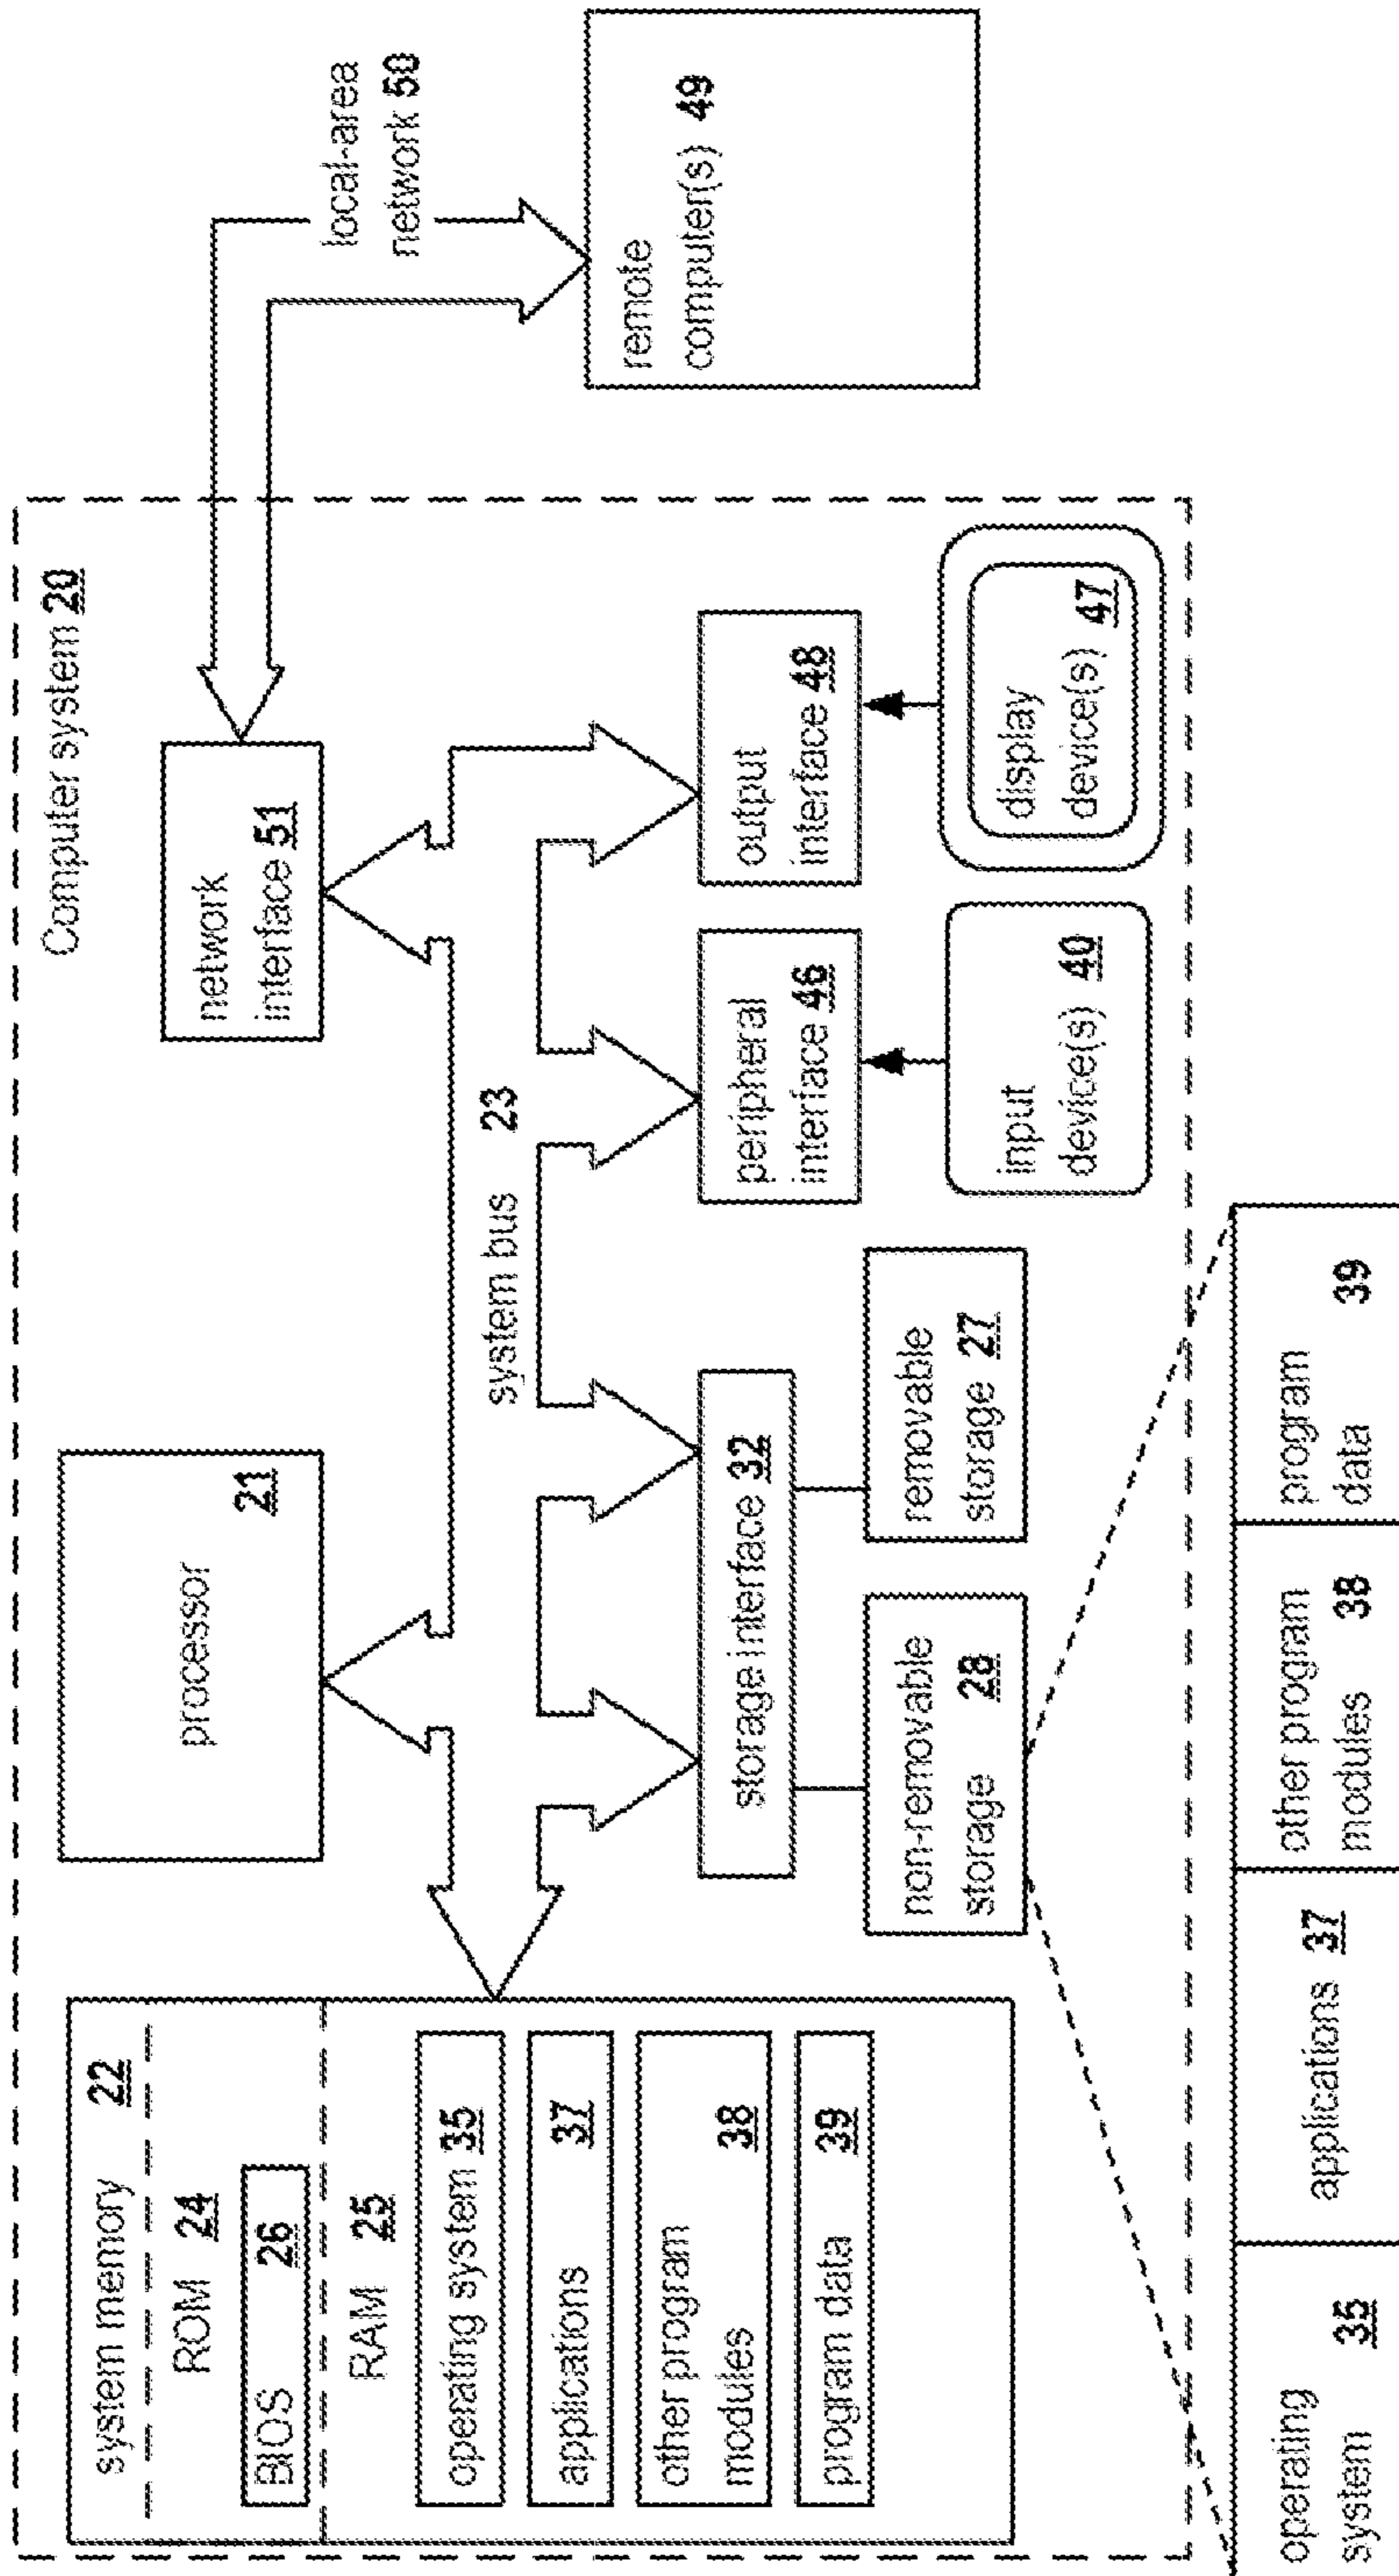 Computer system 20
system memory 22
ROM 24
BIOS 26
RAM 25
operating system 35
applications 37
other program
modules 38
program data 39
processor
21
network
interface 51
local-area
network 50
system bus 23
storage interface 32
peripheral
interface 46
output
interface 48
remote
computer(s) 49
non-removable
storage 28
removable
storage 27
input
device(s) 40
display
device(s) 47
operating
system 35
applications 37
other program
modules 38
program
data 39